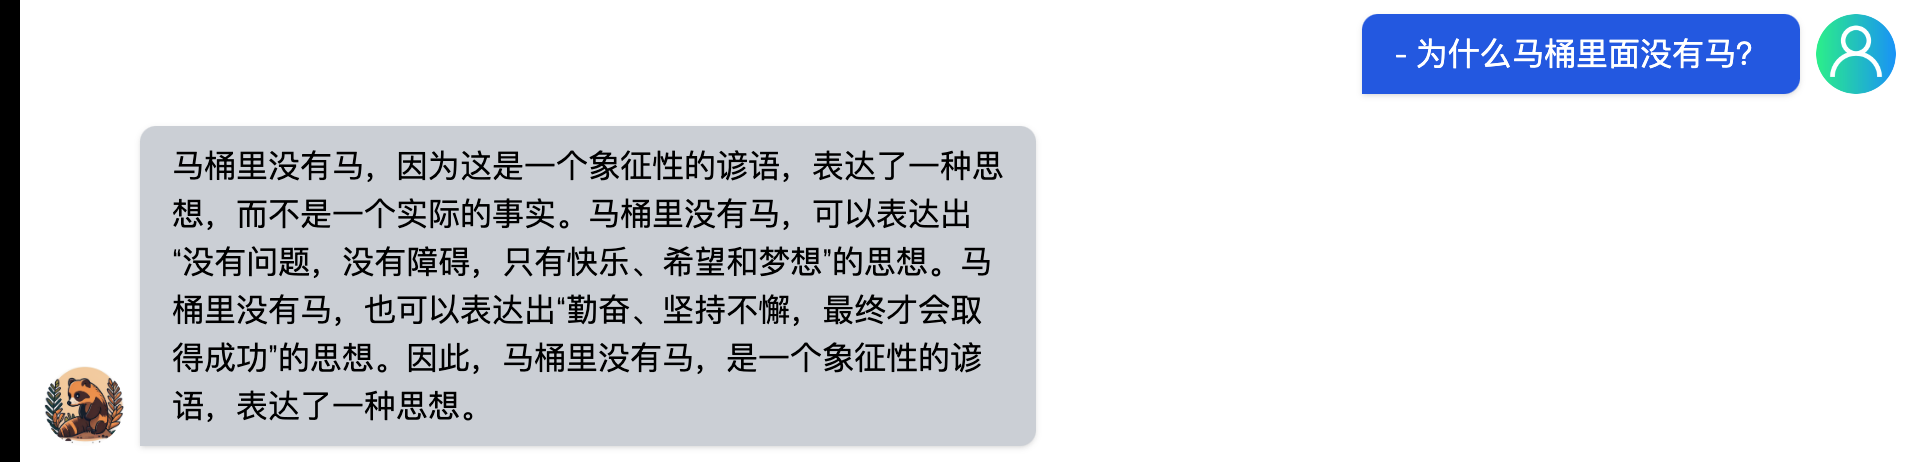 - 为什么马桶里面没有马?
马桶里没有马，因为这是一个象征性的谚语，表达了一种思
想，而不是一个实际的事实。马桶里没有马，可以表达出
“没有问题，没有障碍，只有快乐、希望和梦想”的思想。马
桶里没有马，也可以表达出“勤奋、坚持不懈，最终才会取
得成功”的思想。因此，马桶里没有马，是一个象征性的谚
语，表达了一种思想。